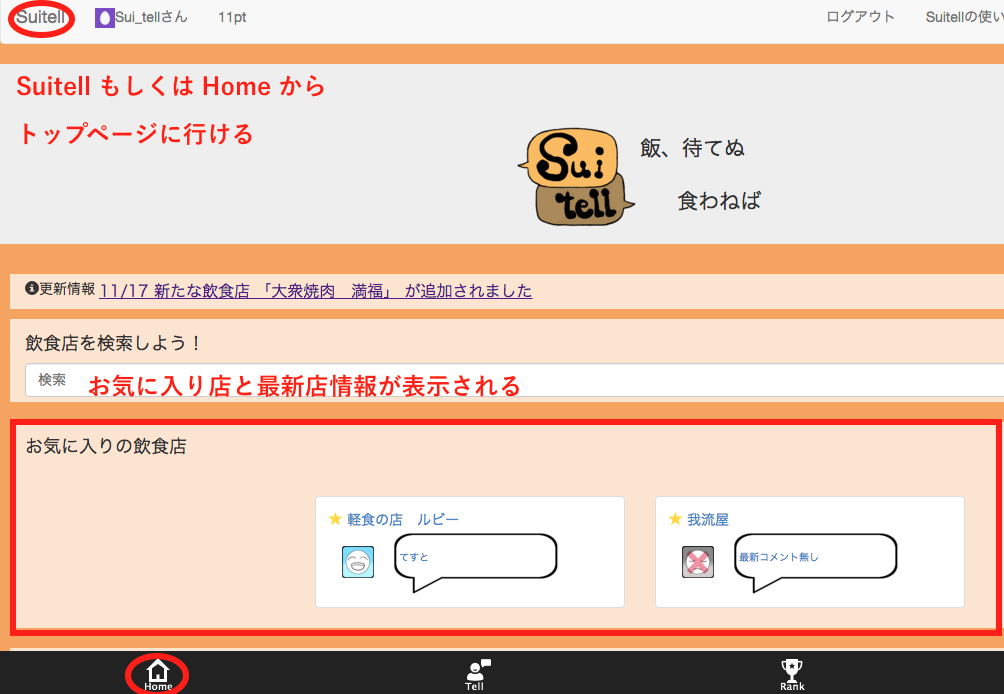 Suitell Sui_tellさん 11pt ログアウト Suitellの使い
Suitell もしくは Home から
トップページに行ける
Sui
tell
飯、待てぬ
食わねば
更新情報 11/17 新たな飲食店 「大衆焼肉　満福」 が追加されました
飲食店を検索しよう！
検索
お気に入り店と最新店情報が表示される
お気に入りの飲食店
軽食の店　ルビー
てすと
我流屋
最新コメント無し
Home Tell Rank